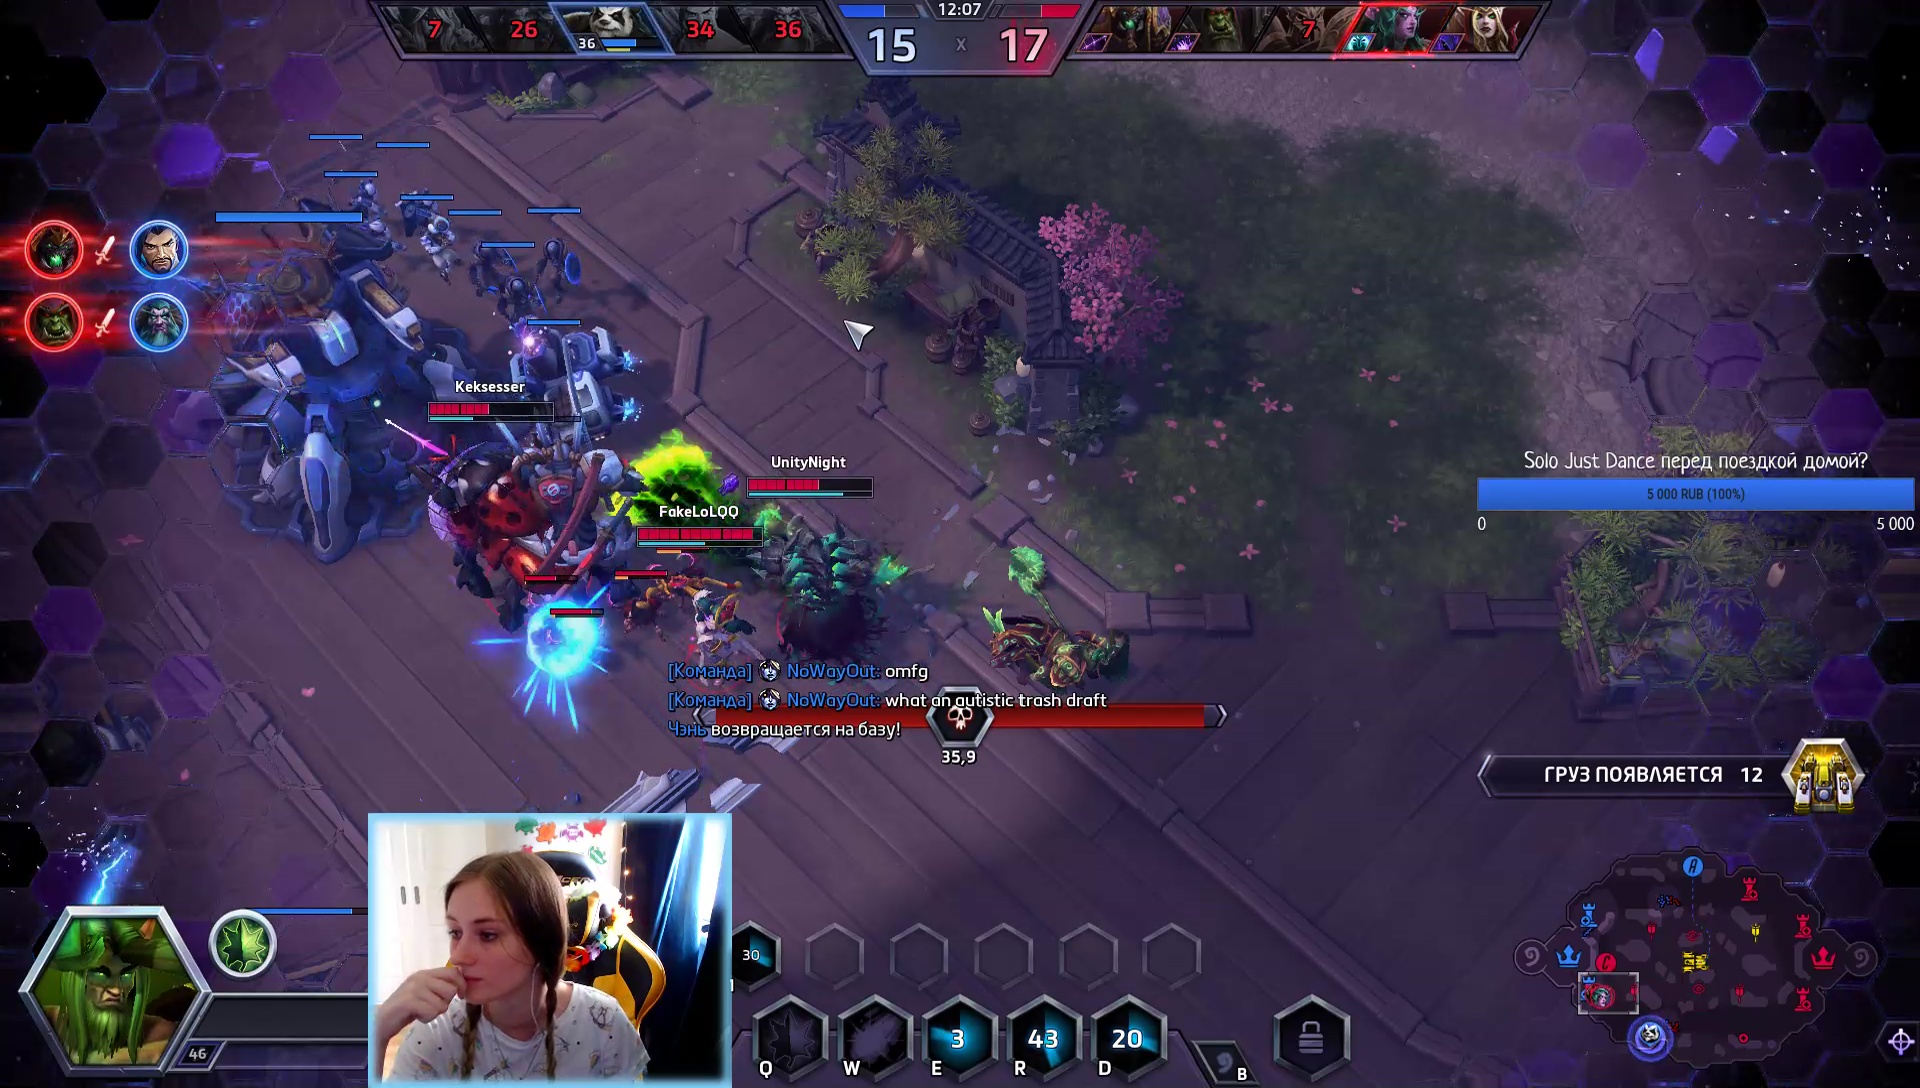 7
26
36
34
36
15
x
17
12:07
7
Keksesser
UnityNight
FakeLoLQQ
Solo Just Dance перед поездкой домой?
5 000 RUB (100%)
0
5 000
[Команда] NoWayOut: omfg
[Команда] NoWayOut: what an autistic trash draft
Чэнь возвращается на базу!
35,9
ГРУЗ ПОЯВЛЯЕТСЯ 12
46
30
3
43
20
Q
W
E
R
D
B